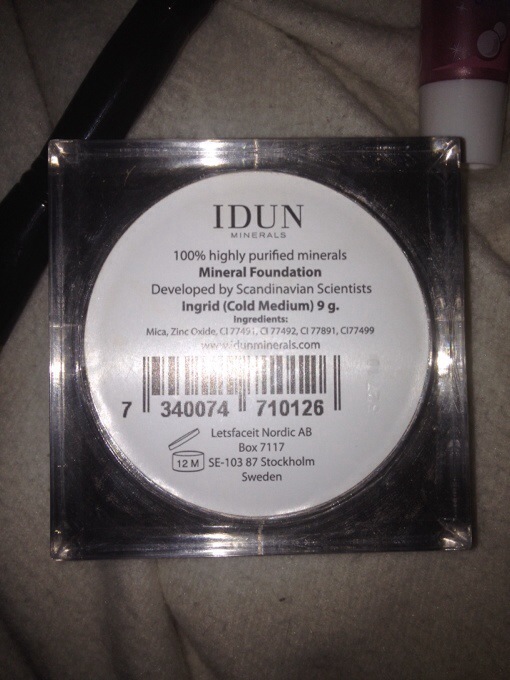 IDUN
MINERALS
100% highly purified minerals
Mineral Foundation
Developed by Scandinavian Scientists
Ingrid (Cold Medium) 9 g.
Ingredients:
Mica, Zinc Oxide, CI 77491, CI 77492, CI 77891, CI77499
www.idunminerals.com
7 340074 710126
Letsfaceit Nordic AB
Box 7117
12 M SE-103 87 Stockholm
Sweden